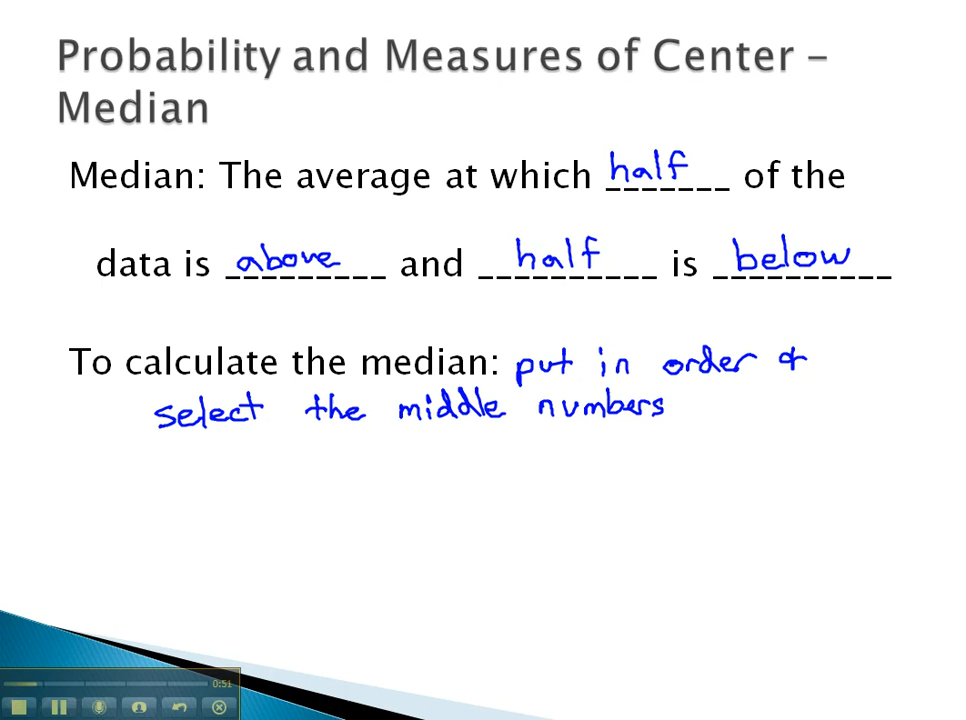 Probability and Measures of Center –
Median
Median: The average at which half of the
data is above and half is below
To calculate the median: put in order &
select the middle numbers
0:51